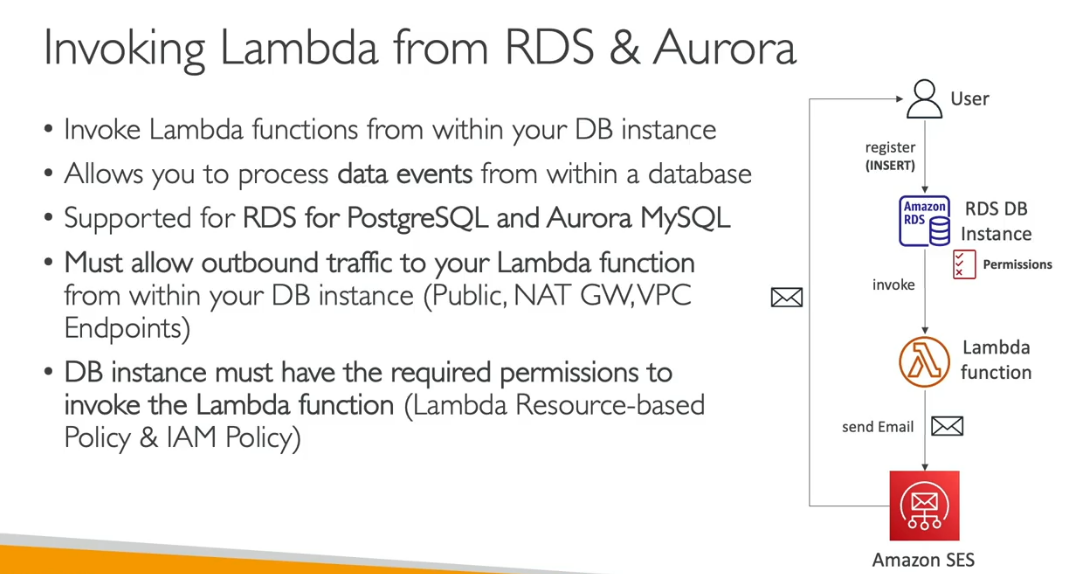 Invoking Lambda from RDS & Aurora
• Invoke Lambda functions from within your DB instance
• Allows you to process data events from within a database
• Supported for RDS for PostgreSQL and Aurora MySQL
• Must allow outbound traffic to your Lambda function
from within your DB instance (Public, NAT GW, VPC
Endpoints)
• DB instance must have the required permissions to
invoke the Lambda function (Lambda Resource-based
Policy & IAM Policy)
User
register
(INSERT)
Amazon
RDS
RDS DB
Instance
Permissions
invoke
Lambda
function
send Email
Amazon SES